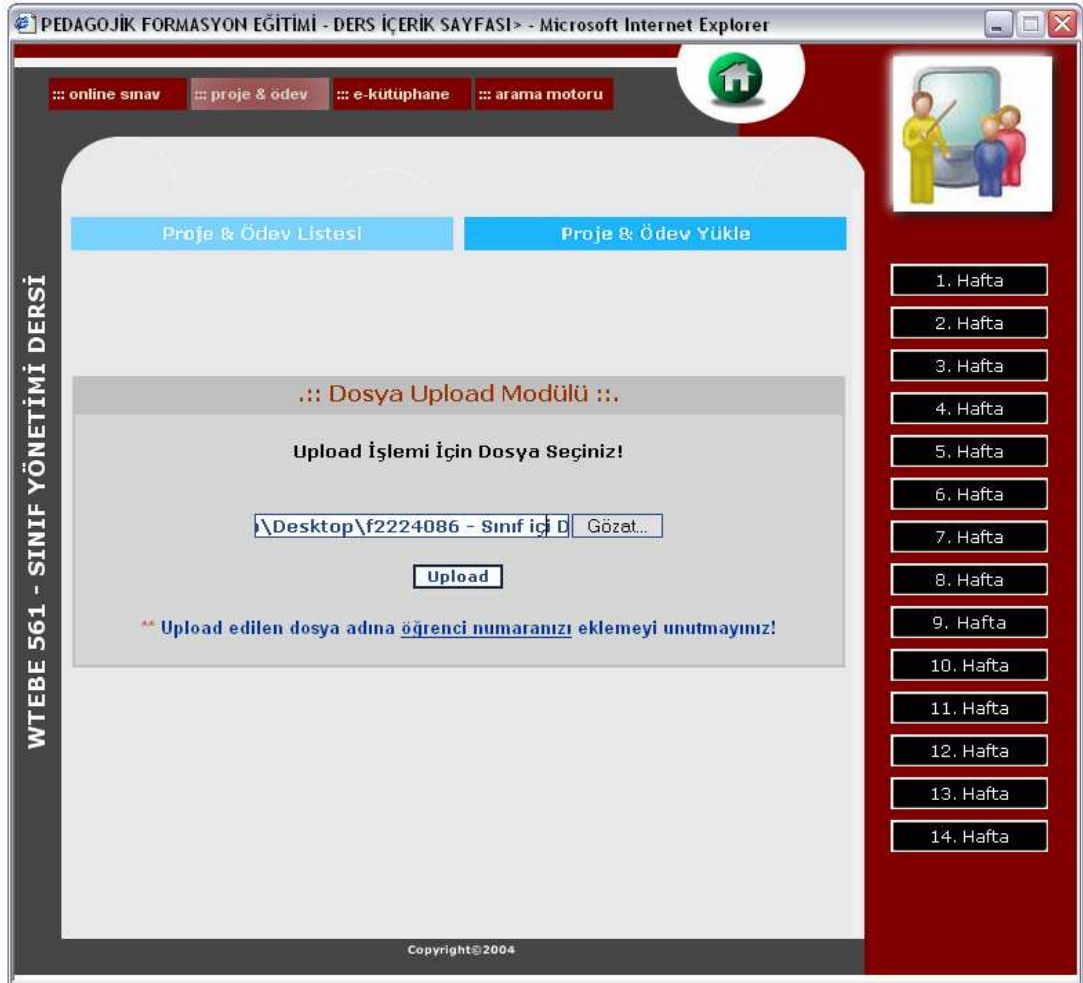 PEDAGOJİK FORMASYON EĞİTİMİ - DERS İÇERİK SAYFASI> - Microsoft Internet Explorer
::: online sınav
::: proje & ödev
::: e-kütüphane
::: arama motoru
Proje & Ödev Listesi
Proje & Ödev Yükle
WTEBE 561 - SINIF YÖNETİMİ DERSİ
.:: Dosya Upload Modülü ::.
Upload İşlemi İçin Dosya Seçiniz!
\Desktop\f2224086 - Sınıf içi D
Gözat...
Upload
** Upload edilen dosya adına öğrenci numaranızı eklemeyi unutmayınız!
1. Hafta
2. Hafta
3. Hafta
4. Hafta
5. Hafta
6. Hafta
7. Hafta
8. Hafta
9. Hafta
10. Hafta
11. Hafta
12. Hafta
13. Hafta
14. Hafta
Copyright©2004